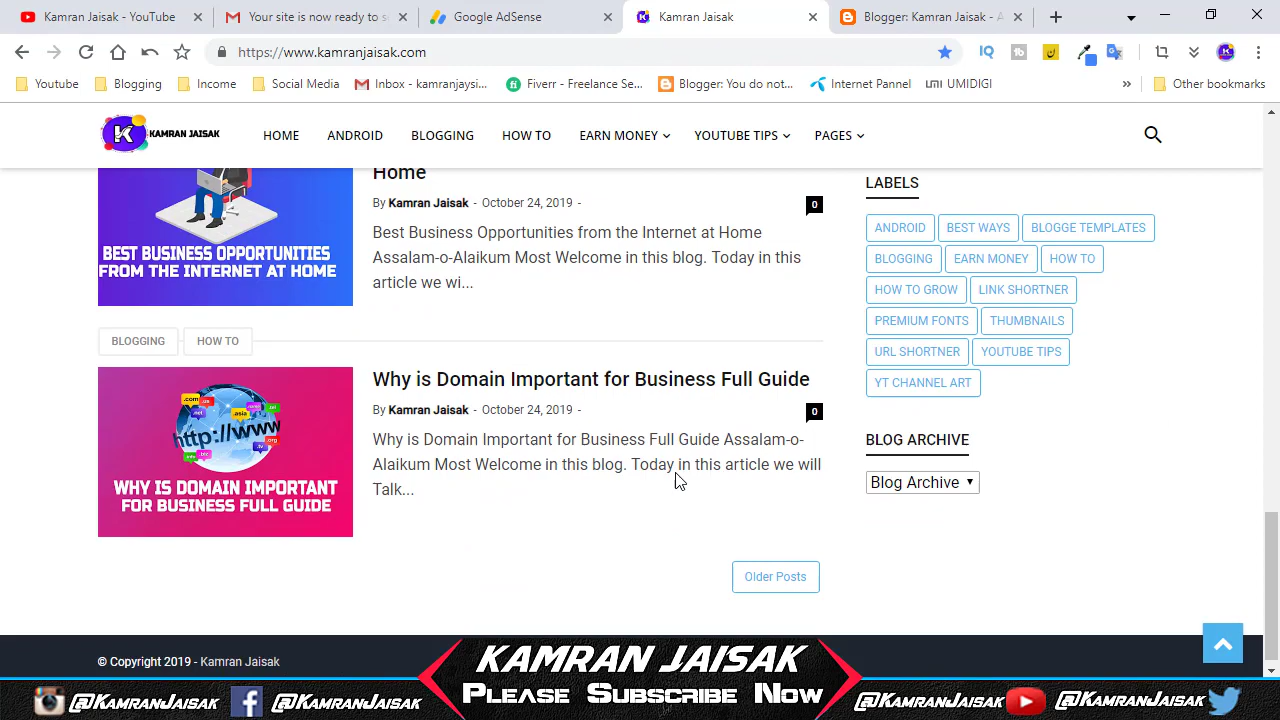 Kamran Jaisak - YouTube
Your site is now ready to s
Google AdSense
Kamran Jaisak
Blogger: Kamran Jaisak - A
https://www.kamranjaisak.com
Youtube
Blogging
Income
Social Media
Inbox - kamranjaysi...
Fiverr - Freelance Se...
Blogger: You do not...
Internet Pannel
UMIDIGI
Other bookmarks
KAMRAN JAISAK
HOME
ANDROID
BLOGGING
HOW TO
EARN MONEY
YOUTUBE TIPS
PAGES
BEST BUSINESS OPPORTUNITIES
FROM THE INTERNET AT HOME
Home
By Kamran Jaisak - October 24, 2019 -
0
Best Business Opportunities from the Internet at Home
Assalam-o-Alaikum Most Welcome in this blog. Today in this
article we wi...
BLOGGING
HOW TO
http://www
WHY IS DOMAIN IMPORTANT
FOR BUSINESS FULL GUIDE
Why is Domain Important for Business Full Guide
By Kamran Jaisak - October 24, 2019 -
0
Why is Domain Important for Business Full Guide Assalam-o-
Alaikum Most Welcome in this blog. Today in this article we will
Talk...
Older Posts
LABELS
ANDROID
BEST WAYS
BLOGGE TEMPLATES
BLOGGING
EARN MONEY
HOW TO
HOW TO GROW
LINK SHORTNER
PREMIUM FONTS
THUMBNAILS
URL SHORTNER
YOUTUBE TIPS
YT CHANNEL ART
BLOG ARCHIVE
Blog Archive
© Copyright 2019 - Kamran Jaisak
KAMRAN JAISAK
PLEASE SUBSCRIBE NOW
@KamranJaisak
@KamranJaisak
@KamranJaisak
@KamranJaisak